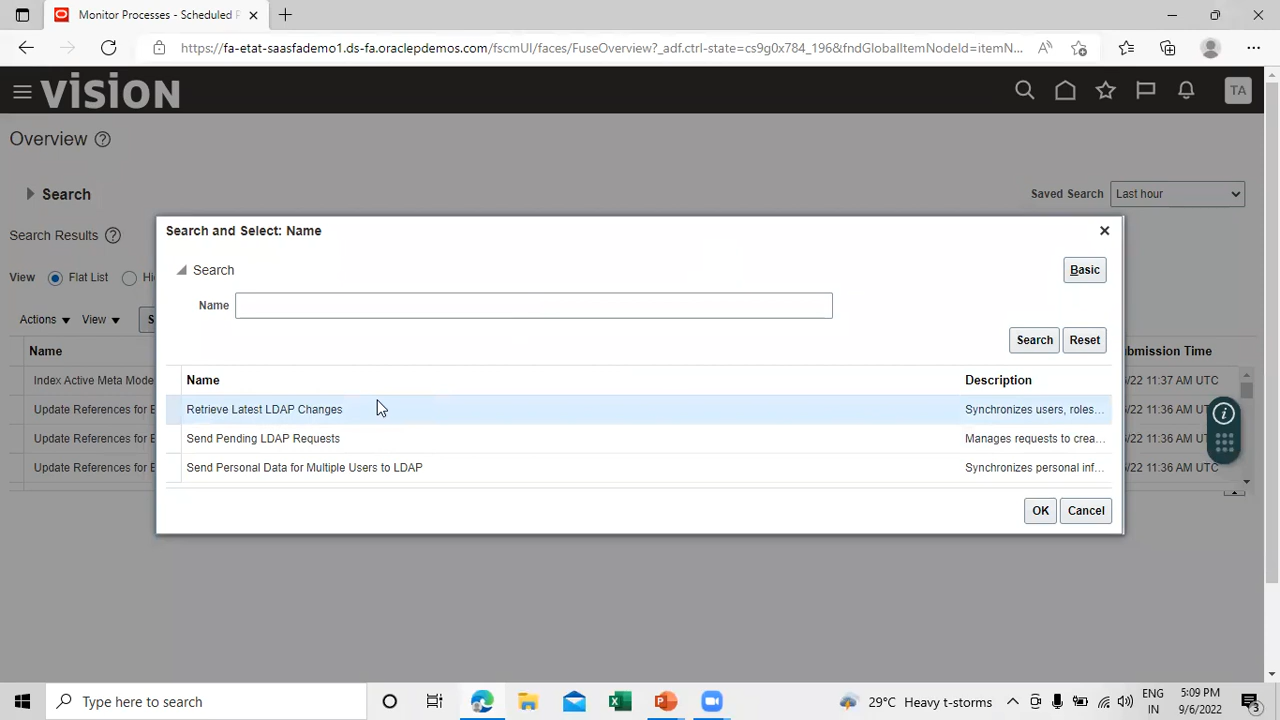 Monitor Processes - Scheduled P
https://fa-etat-saasfademo1.ds-fa.oraclepdemos.com/fscmUI/faces/FuseOverview?_adf.ctrl-state=cs9g0x784_196&fndGlobalItemNodeId=itemN...
VISION
TA
Overview
Search
Saved Search Last hour
Search Results
View Flat List Hi
Actions View S
Name
ubmission Time
Index Active Meta Mode
/22 11:37 AM UTC
Update References for E
/22 11:36 AM UTC
Update References for E
/22 11:36 AM UTC
Update References for E
/22 11:36 AM UTC
Search and Select: Name
Search
Basic
Name
Search Reset
Name Description
Retrieve Latest LDAP Changes Synchronizes users, roles...
Send Pending LDAP Requests Manages requests to crea...
Send Personal Data for Multiple Users to LDAP Synchronizes personal inf...
OK Cancel
Type here to search
29°C Heavy t-storms
ENG
IN
5:09 PM
9/6/2022
3